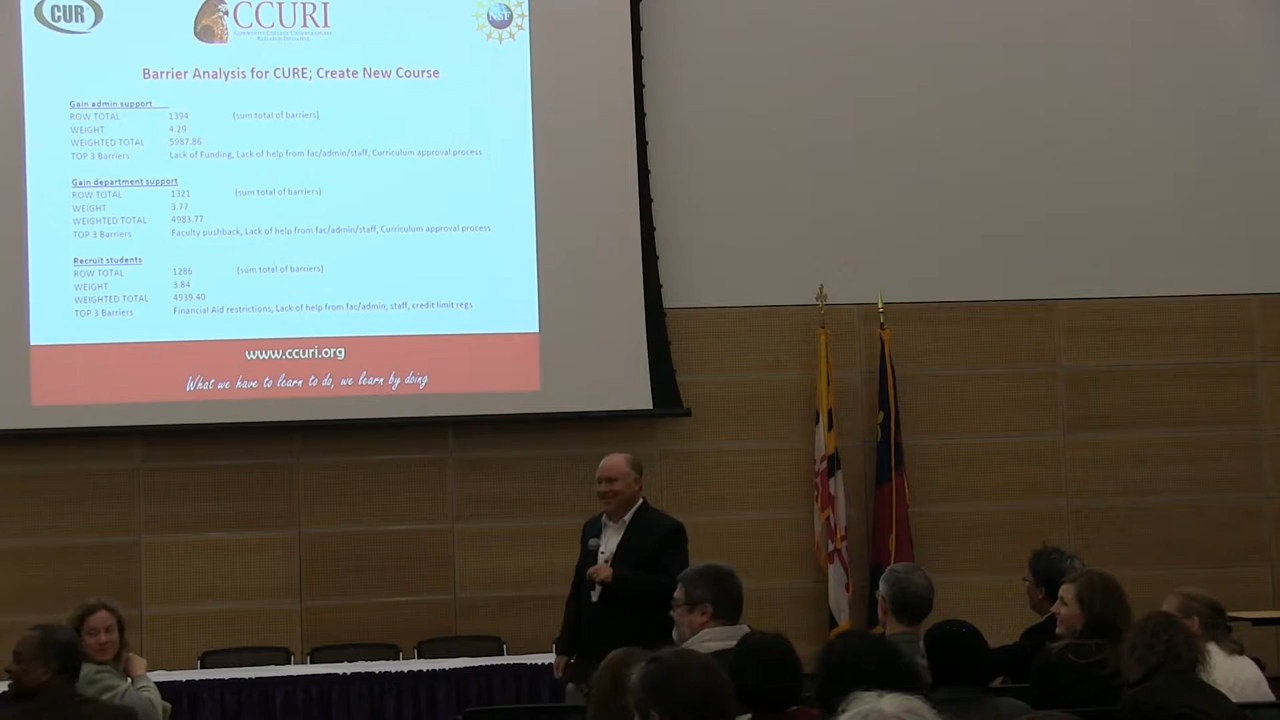 CUR
CCURI
Community College Undergraduate
Research Initiative
NSF
Barrier Analysis for CURE; Create New Course
Gain admin support
ROW TOTAL 1394 (sum total of barriers)
WEIGHT 4.29
WEIGHTED TOTAL 5987.86
TOP 3 Barriers Lack of Funding, Lack of help from fac/admin/staff, Curriculum approval process
Gain department support
ROW TOTAL 1321 (sum total of barriers)
WEIGHT 3.77
WEIGHTED TOTAL 4983.77
TOP 3 Barriers Faculty pushback, Lack of help from fac/admin/staff, Curriculum approval process
Recruit students
ROW TOTAL 1286 (sum total of barriers)
WEIGHT 3.84
WEIGHTED TOTAL 4939.40
TOP 3 Barriers Financial Aid restrictions, Lack of help from fac/admin, staff, credit limit regs
www.ccuri.org
What we have to learn to do, we learn by doing